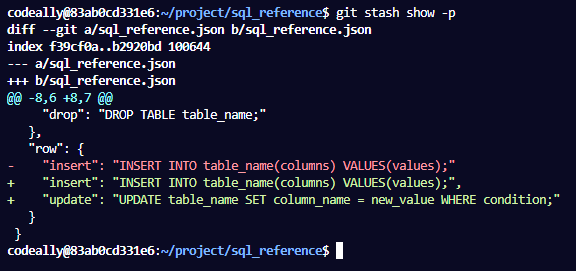 codeally@83ab0cd331e6:~/project/sql_reference$ git stash show -p
diff --git a/sql_reference.json b/sql_reference.json
index f39cf0a..b2920bd 100644
--- a/sql_reference.json
+++ b/sql_reference.json
@@ -8,6 +8,7 @@
     "drop": "DROP TABLE table_name;"
   },
   "row": {
-    "insert": "INSERT INTO table_name(columns) VALUES(values);"
+    "insert": "INSERT INTO table_name(columns) VALUES(values);",
+    "update": "UPDATE table_name SET column_name = new_value WHERE condition;"
   }
 }
codeally@83ab0cd331e6:~/project/sql_reference$